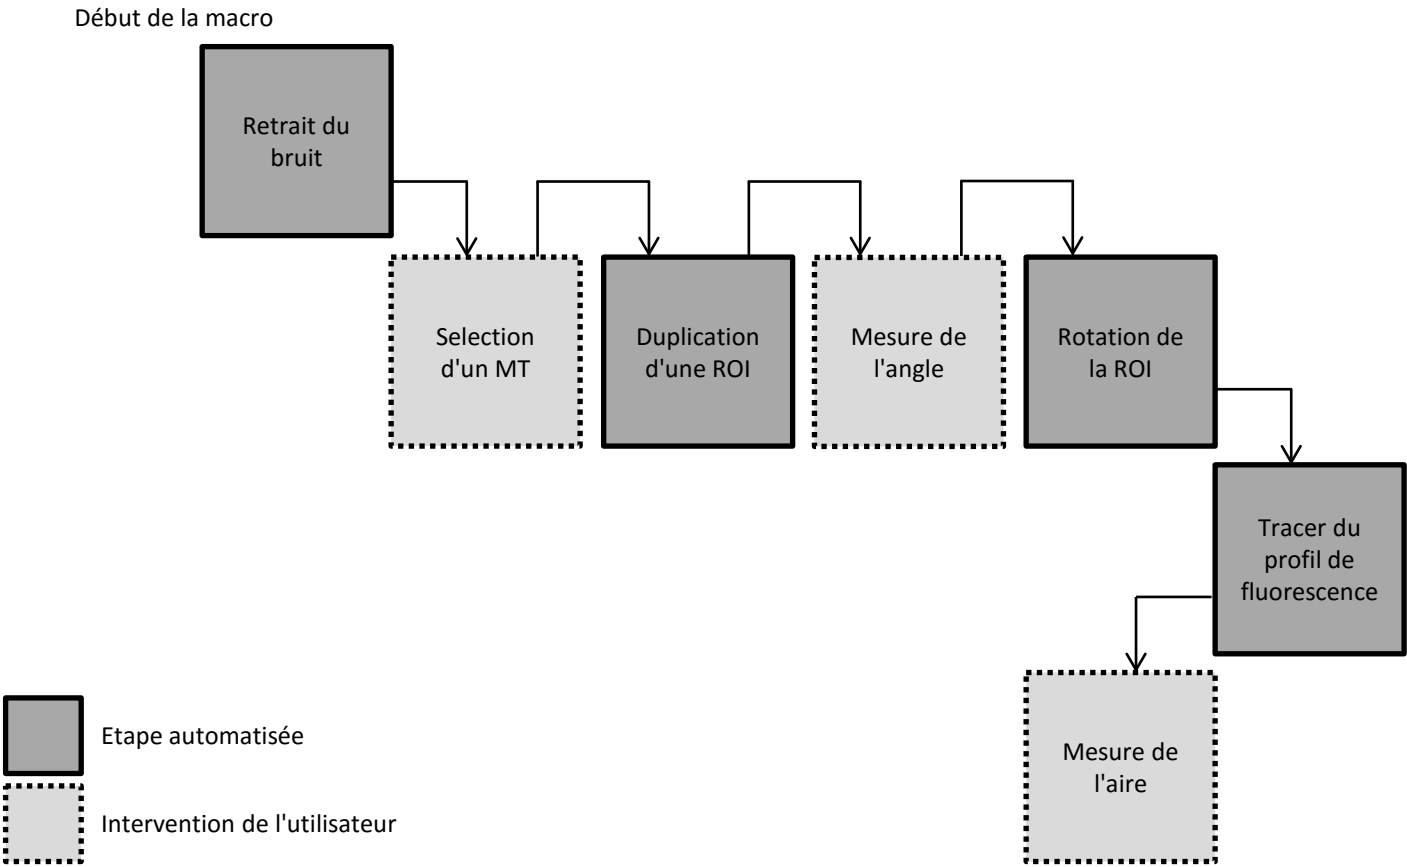 Début de la macro
Retrait du
bruit
Selection
d'un MT
Duplication
d'une ROI
Mesure de
l'angle
Rotation de
la ROI
Tracer du
profil de
fluorescence
Mesure de
l'aire
Etape automatisée
Intervention de l'utilisateur